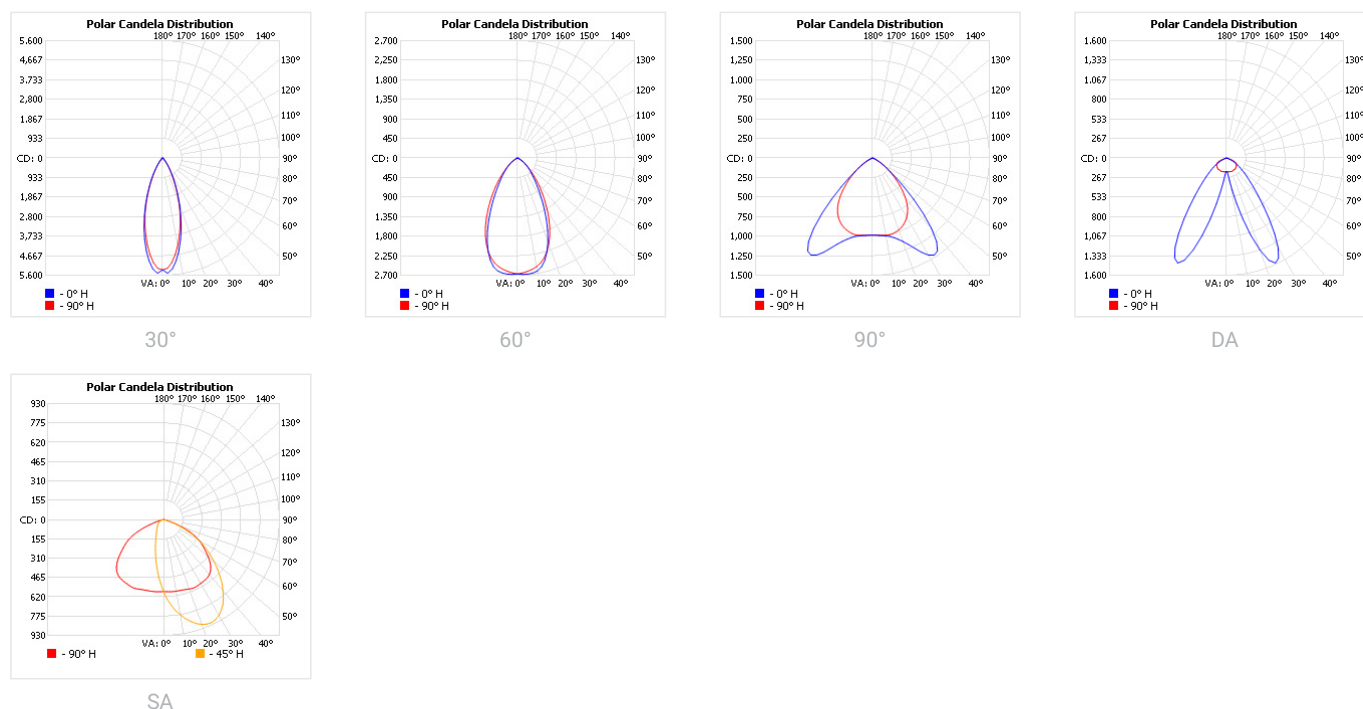 Polar Candela Distribution
180° 170° 160° 150° 140°
5,600
4,667 130°
3,733
2,800 120°
1,867 110°
933 100°
CD: 0 90°
933 80°
1,867 70°
2,800 60°
3,733
4,667 50°
5,600
VA: 0° 10° 20° 30° 40°
- 0° H
- 90° H
30°
Polar Candela Distribution
180° 170° 160° 150° 140°
2,700
2,250 130°
1,800
1,350 120°
900 110°
450 100°
CD: 0 90°
450 80°
900 70°
1,350 60°
1,800
2,250 50°
2,700
VA: 0° 10° 20° 30° 40°
- 0° H
- 90° H
60°
Polar Candela Distribution
180° 170° 160° 150° 140°
1,500
1,250 130°
1,000
750 120°
500 110°
250 100°
CD: 0 90°
250 80°
500 70°
750 60°
1,000
1,250 50°
1,500
VA: 0° 10° 20° 30° 40°
- 0° H
- 90° H
90°
Polar Candela Distribution
180° 170° 160° 150° 140°
1,600
1,333 130°
1,067
800 120°
533 110°
267 100°
CD: 0 90°
267 80°
533 70°
800 60°
1,067
1,333 50°
1,600
VA: 0° 10° 20° 30° 40°
- 0° H
- 90° H
DA
Polar Candela Distribution
180° 170° 160° 150° 140°
930
775 130°
620
465 120°
310 110°
155 100°
CD: 0 90°
155 80°
310 70°
465 60°
620
775 50°
930
VA: 0° 10° 20° 30° 40°
- 90° H - 45° H
SA